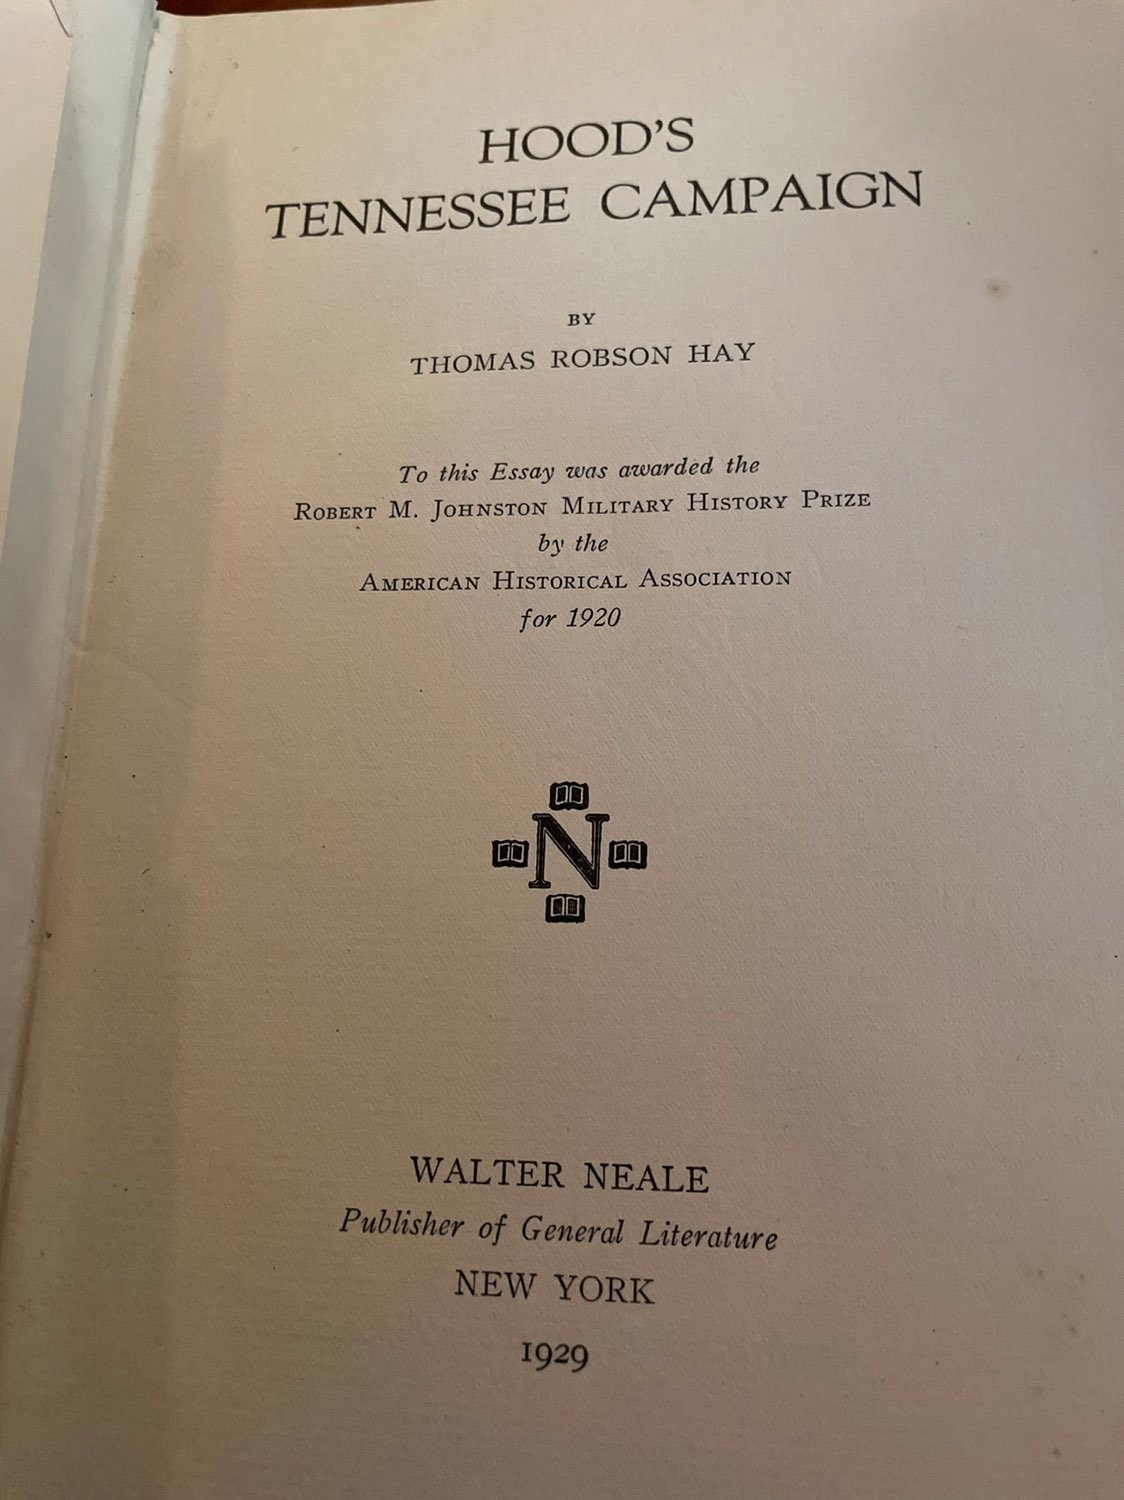 HOOD'S
TENNESSEE CAMPAIGN
BY
THOMAS ROBSON HAY
To this Essay was awarded the
ROBERT M. JOHNSTON MILITARY HISTORY PRIZE
by the
AMERICAN HISTORICAL ASSOCIATION
for 1920
N
WALTER NEALE
Publisher of General Literature
NEW YORK
1929